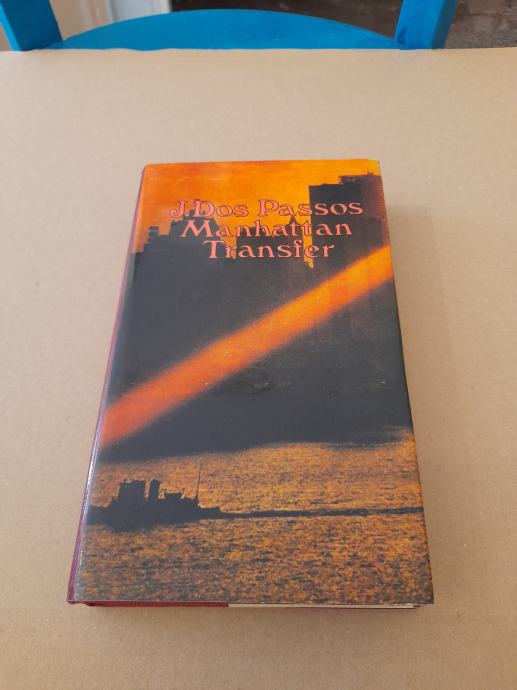 J. Dos Passos
Manhattan
Transfer